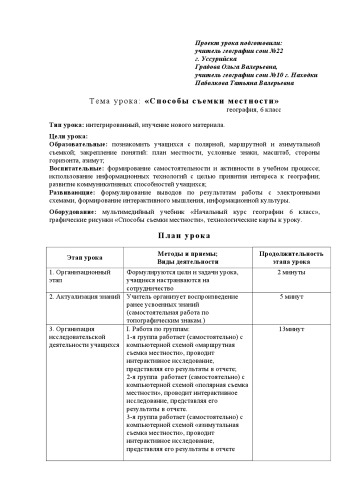 Проект урока подготовили:
учитель географии сош №22
г. Уссурийска
Градова Ольга Валерьевна,
учитель географии сош №10 г. Находки
Падалкова Татьяна Валерьевна
Тема урока: «Способы съемки местности»
география, 6 класс
Тип урока: интегрированный, изучение нового материала.
Цели урока:
Образовательные: познакомить учащихся с полярной, маршрутной и азимутальной
съемкой; закрепление понятий: план местности, условные знаки, масштаб, стороны
горизонта, азимут;
Воспитательные: формирование самостоятельности и активности в учебном процессе;
использование информационных технологий с целью привития интереса к географии;
развитие коммуникативных способностей учащихся;
Развивающие: формулирование выводов по результатам работы с электронными
схемами, формирование интерактивного мышления, информационной культуры.
Оборудование: мультимедийный учебник «Начальный курс географии 6 класс»,
графические рисунки «Способы съемки местности», технологические карты к уроку.
План урока
Этап урока
Методы и приемы;
Виды деятельности
Продолжительность
этапа урока
1. Организационный
этап
Формулируются цели и задачи урока,
учащиеся настраиваются на
сотрудничество
2 минуты
2. Актуализация знаний
Учитель организует воспроизведение
ранее усвоенных знаний
(самостоятельная работа по
топографическим знакам.)
5 минут
3. Организация
исследовательской
деятельности учащихся
I. Работа по группам:
1-я группа работает (самостоятельно) с
компьютерной схемой «маршрутная
съемка местности», проводит
интерактивное исследование,
представляя его результаты в отчете;
2-я группа работает (самостоятельно) с
компьютерной схемой «полярная съемка
местности», проводит интерактивное
исследование, представляя его
результаты в отчете.
3-я группа работает (самостоятельно) с
компьютерной схемой «азимутальная
съемка местности», проводит
интерактивное исследование,
представляя его результаты в отчете
13минут